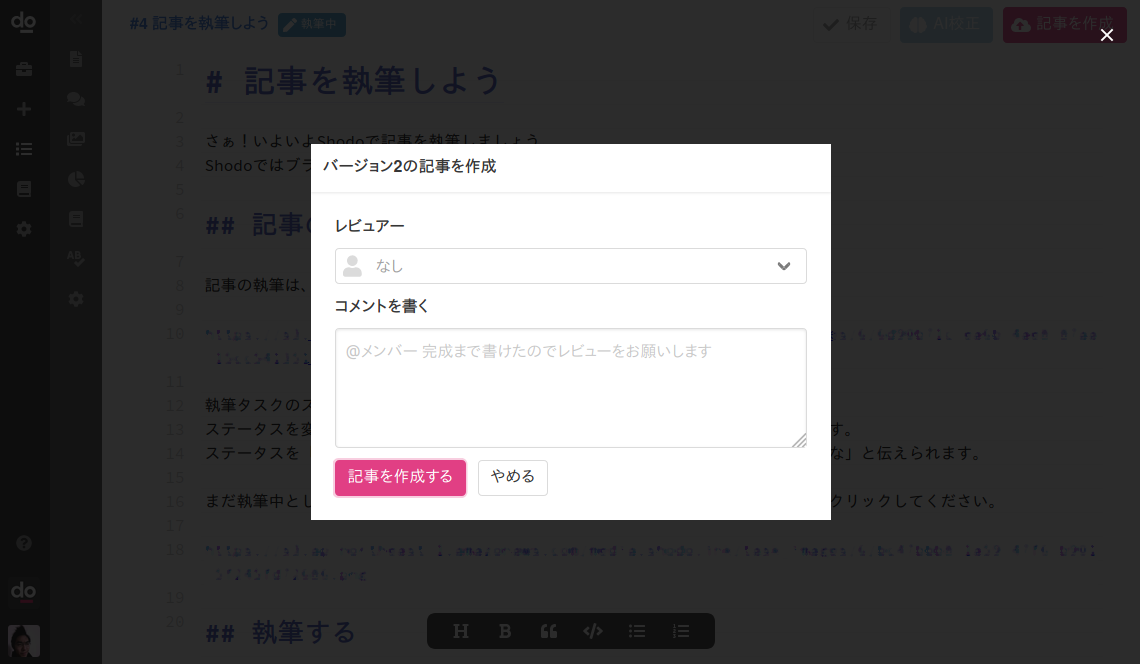 do
#4 記事を執筆しよう
執筆中
保存
AI校正
記事を作成
1
# 記事を執筆しよう
2
3
さぁ！いよいよShodoで記事を執筆しましょう
4
Shodoではブラ
5
6
## 記事の
7
8
記事の執筆は、
9
10
11
12
執筆タスクのス
13
ステータスを変
す。
14
ステータスを「
な」と伝えられます。
15
16
まだ執筆中とし
クリックしてください。
17
18
19
20
## 執筆する
バージョン2の記事を作成
レビュアー
なし
コメントを書く
@メンバー 完成まで書けたのでレビューをお願いします
記事を作成する
やめる
H
B
AB
do